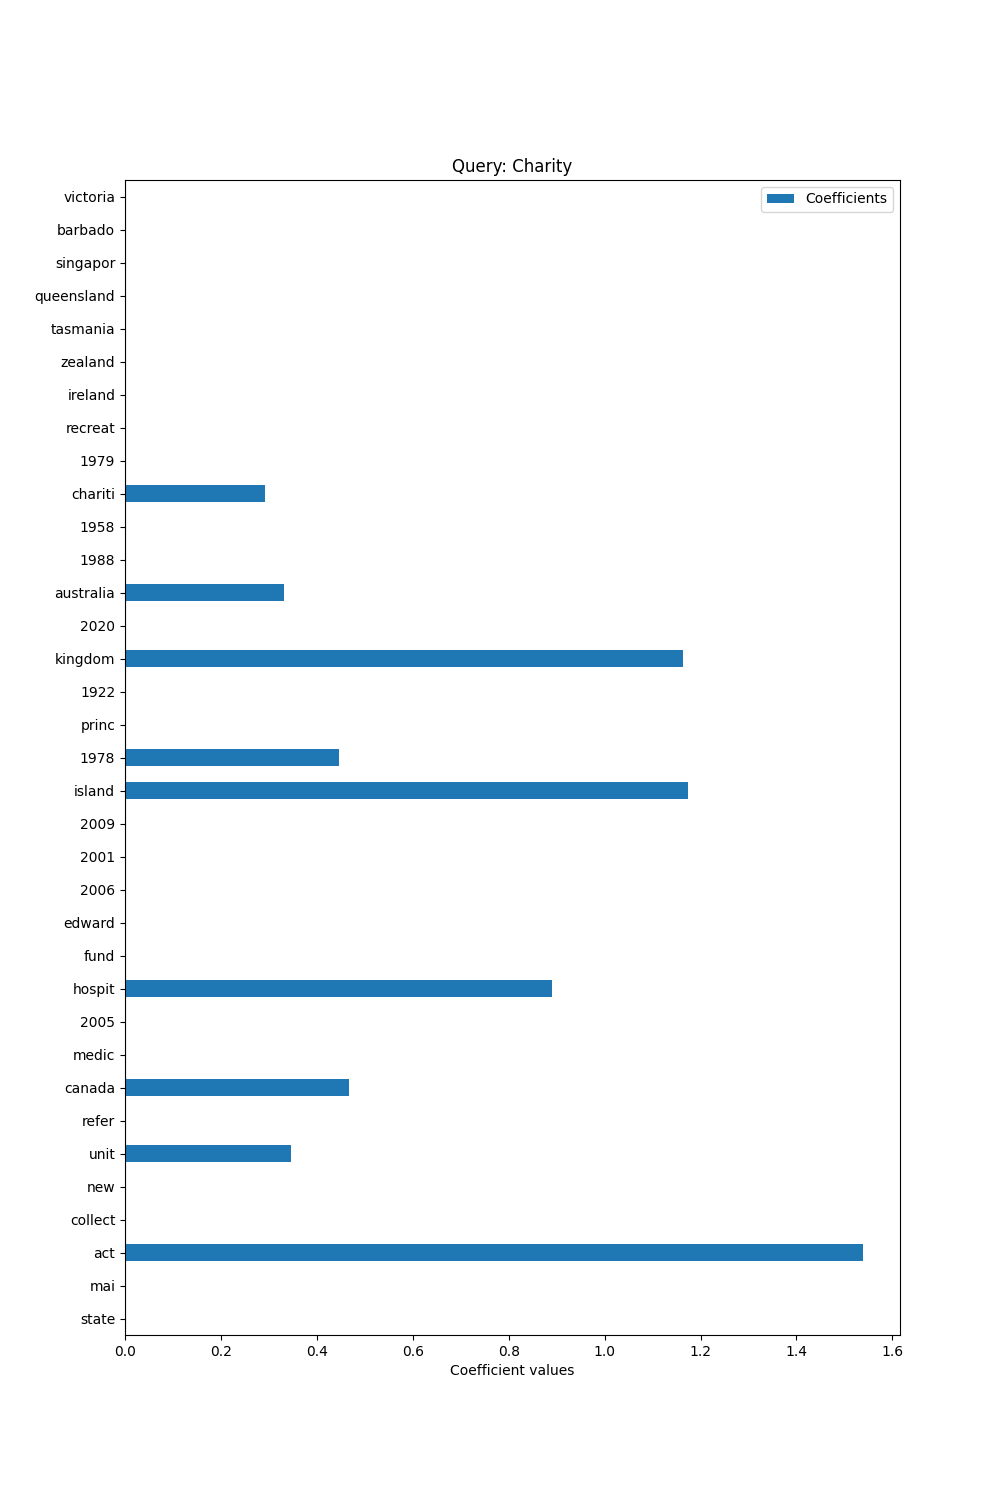 Query: Charity
Coefficients
victoria
barbado
singapor
queensland
tasmania
zealand
ireland
recreat
1979
chariti
1958
1988
australia
2020
kingdom
1922
princ
1978
island
2009
2001
2006
edward
fund
hospit
2005
medic
canada
refer
unit
new
collect
act
mai
state
0.0 0.2 0.4 0.6 0.8 1.0 1.2 1.4 1.6
Coefficient values